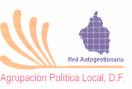 Red Autogestionaria
Agrupación Política Local, D.F.